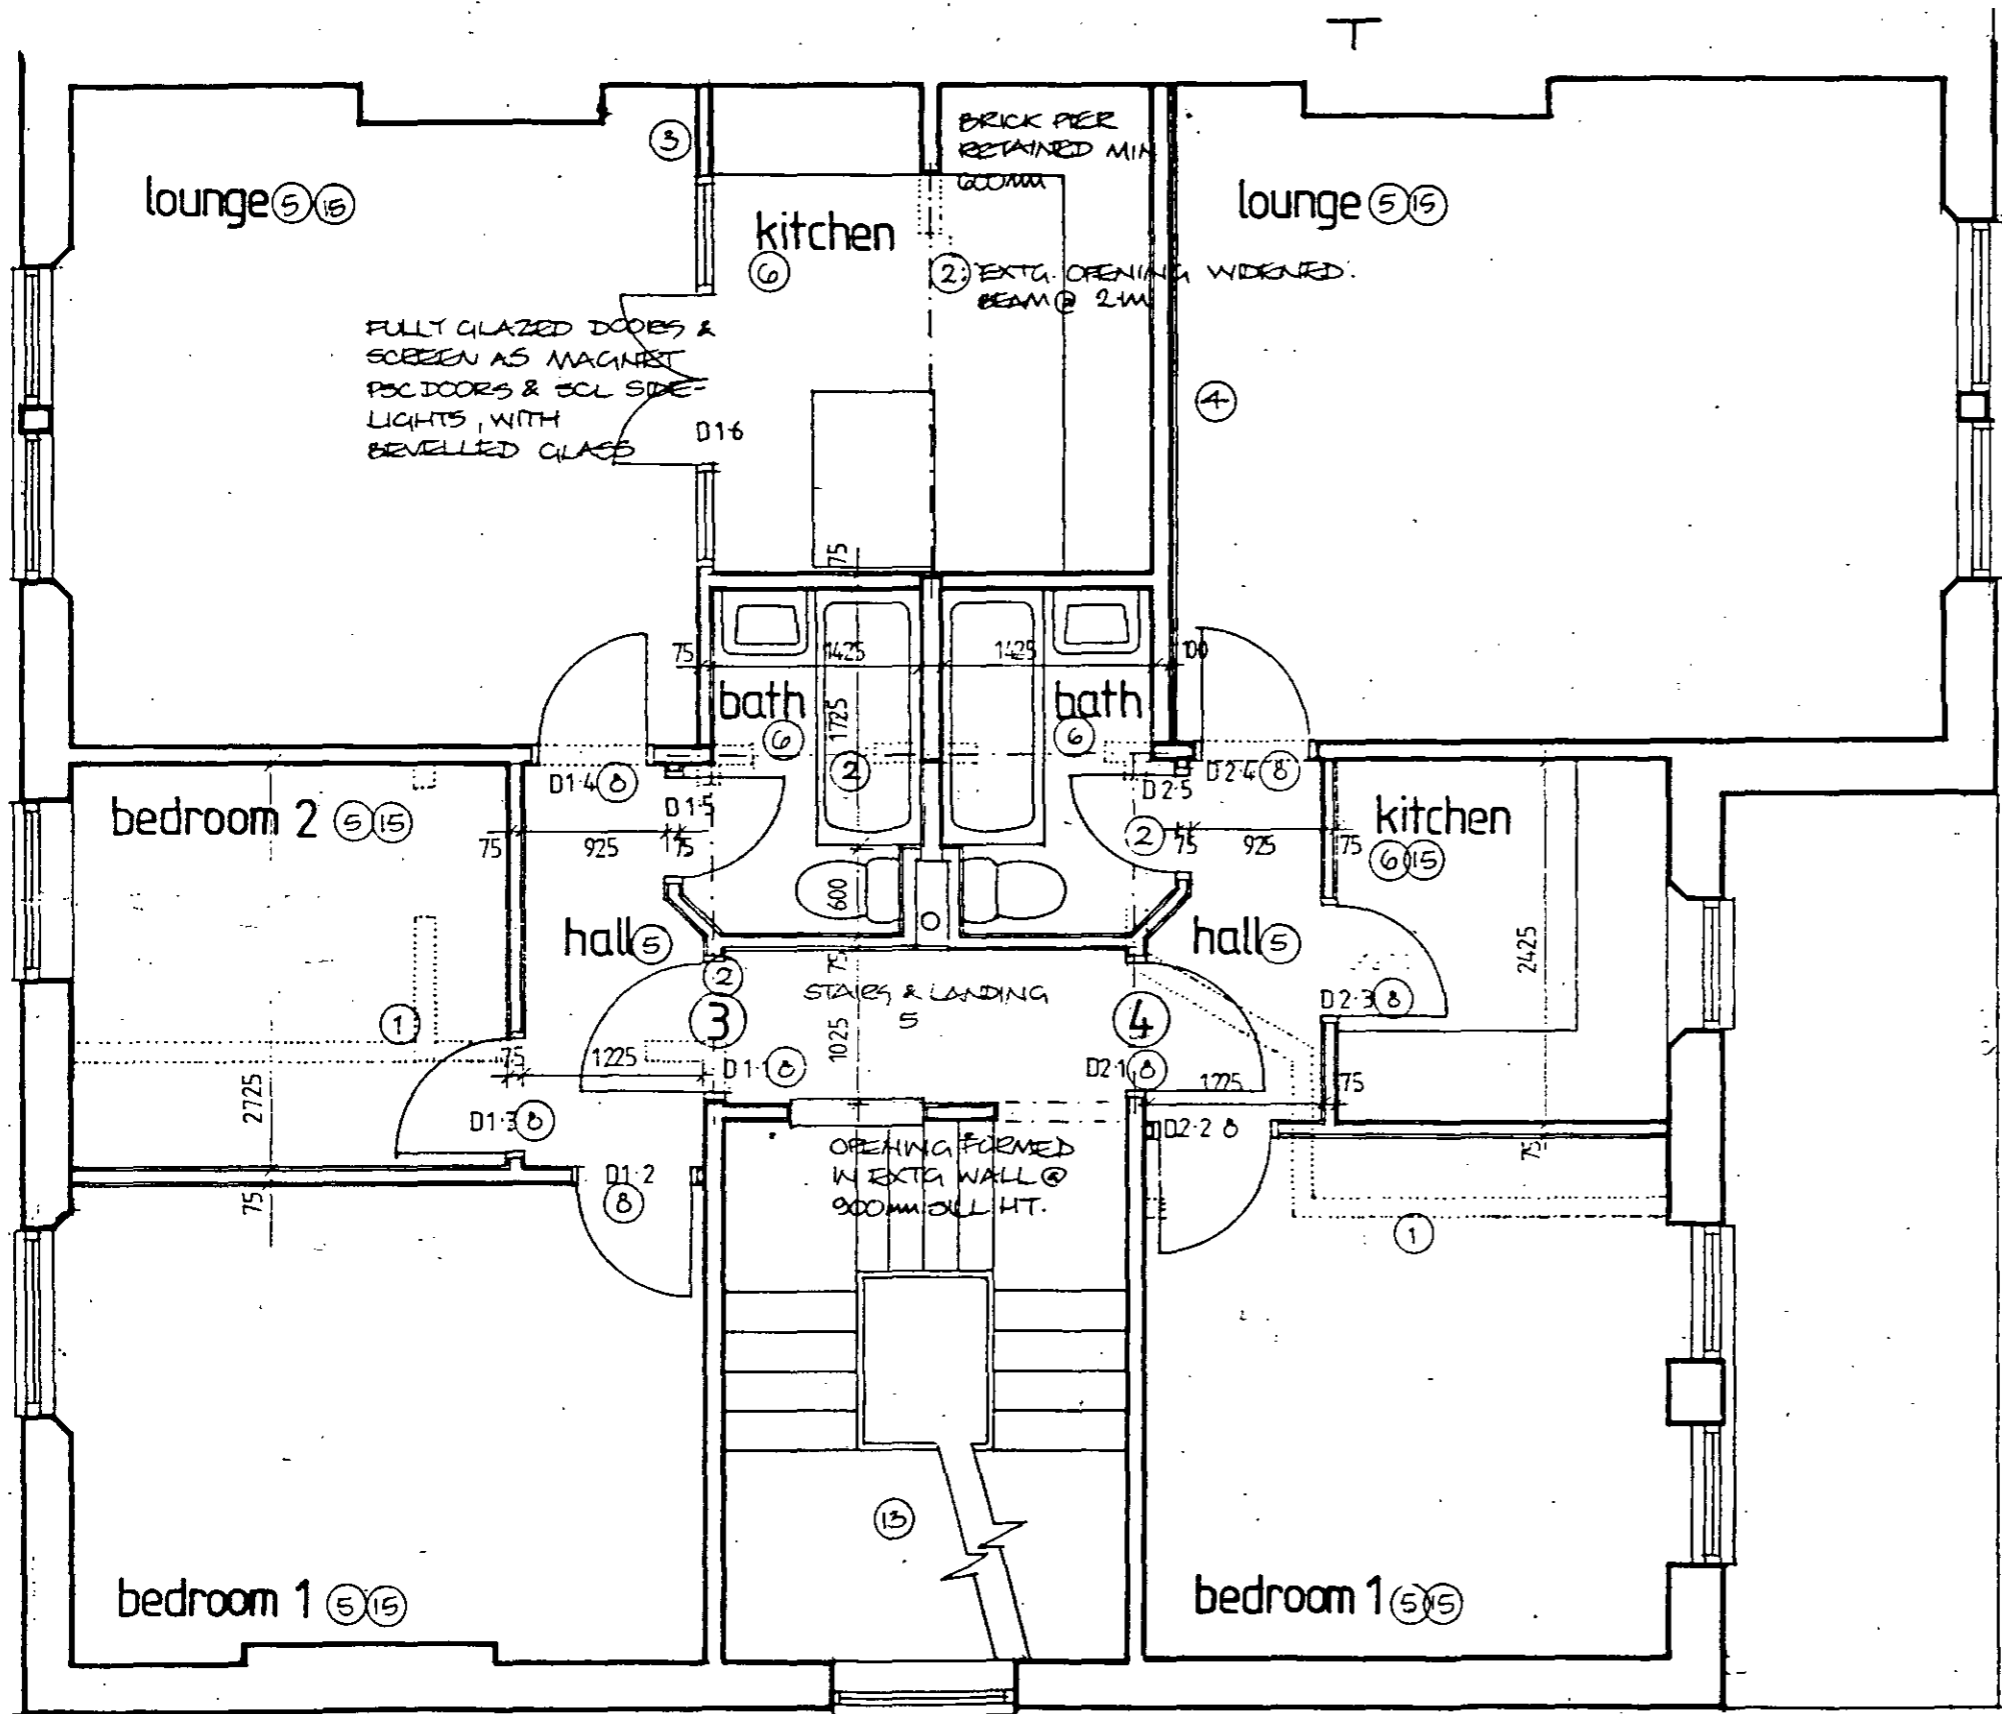 BRICK PIER
RETAINED MIN
600mm
3
lounge 5 15
lounge 5 15
kitchen
6
2: EXTG. OPENING WIDENED.
BEAM @ 2.1M
FULLY GLAZED DOORS &
SCREEN AS MAGNET
PSC DOORS & SCL SIDE-
LIGHTS, WITH
BEVELLED GLASS
4
D1·6
75
75
1425
1425
100
bath
6
1725
bath
6
2
D1·4 8
D1·5
D2·5
D2·4 8
bedroom 2 5 15
kitchen
6 15
75
925
75
2
75
925
75
600
hall 5
hall 5
2425
2
75
STAIRS & LANDING
5
D2·3 8
1
3
4
1025
75
1225
D1·1 8
D2·1 8
1225
75
2725
D1·3 8
D2·2 8
OPENING FORMED
IN EXTG WALL @
900mm SILL HT.
75
D1·2
8
75
1
13
bedroom 1 5 15
bedroom 1 5 15